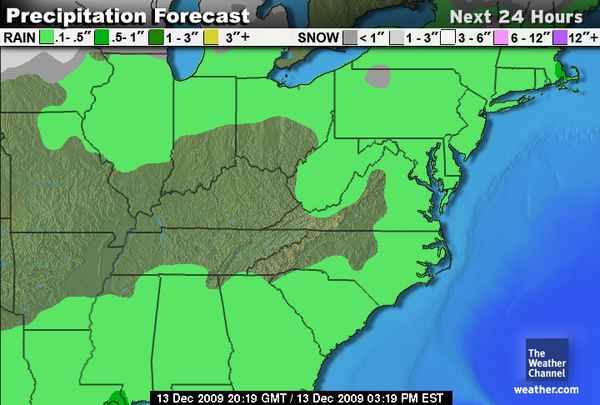 Precipitation Forecast Next 24 Hours
RAIN .1- .5" .5- 1" 1 - 3" 3"+ SNOW < 1" 1 - 3" 3 - 6" 6 - 12" 12"+
The
Weather
Channel
weather.com
13 Dec 2009 20:19 GMT / 13 Dec 2009 03:19 PM EST